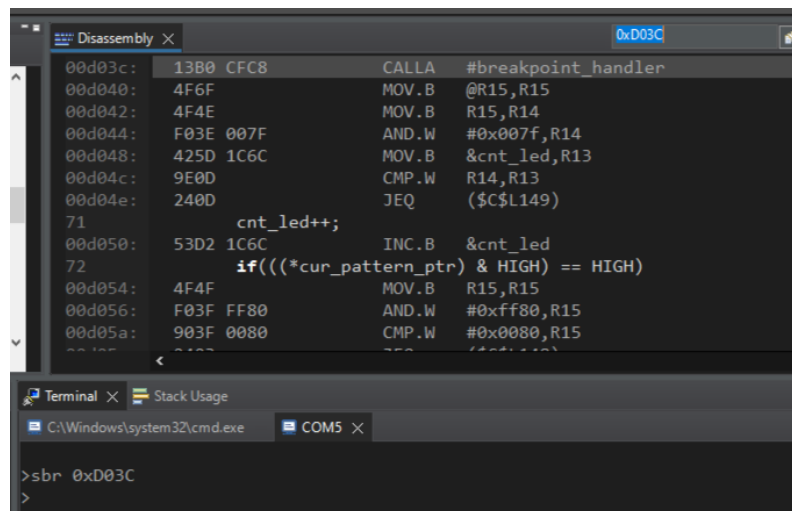 Disassembly
0xD03C
00d03c: 13B0 CFC8 CALLA #breakpoint_handler
00d040: 4F6F MOV.B @R15,R15
00d042: 4F4E MOV.B R15,R14
00d044: F03E 007F AND.W #0x007f,R14
00d048: 425D 1C6C MOV.B &cnt_led,R13
00d04c: 9E0D CMP.W R14,R13
00d04e: 240D JEQ ($C$L149)
71 cnt_led++;
00d050: 53D2 1C6C INC.B &cnt_led
72 if(((*cur_pattern_ptr) & HIGH) == HIGH)
00d054: 4F4F MOV.B R15,R15
00d056: F03F FF80 AND.W #0xff80,R15
00d05a: 903F 0080 CMP.W #0x0080,R15
Terminal Stack Usage
C:\Windows\system32\cmd.exe COM5
>sbr 0xD03C
>